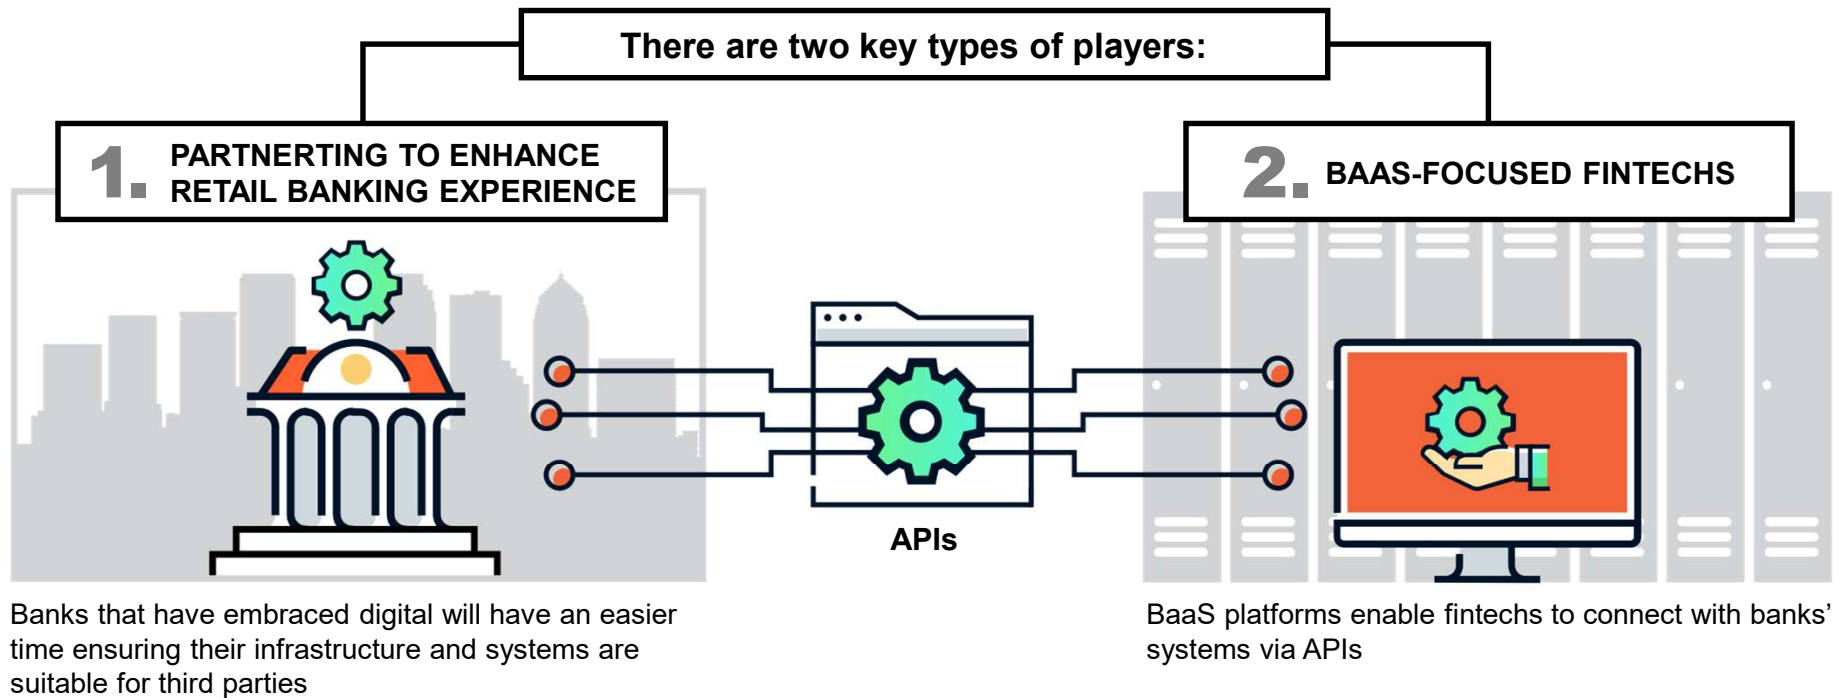 There are two key types of players:
1.
PARTNERTING TO ENHANCE
RETAIL BANKING EXPERIENCE
2.
BAAS-FOCUSED FINTECHS
APIs
Banks that have embraced digital will have an easier
time ensuring their infrastructure and systems are
suitable for third parties
BaaS platforms enable fintechs to connect with banks’
systems via APIs